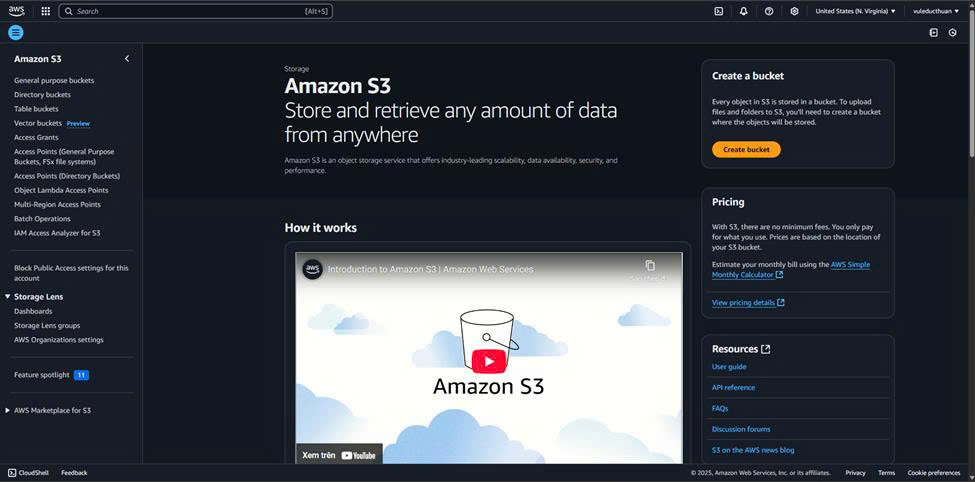 aws
Search
[Alt+S]
United States (N. Virginia)
vuleducthuan
Amazon S3
General purpose buckets
Directory buckets
Table buckets
Vector buckets Preview
Access Grants
Access Points (General Purpose
Buckets, FSx file systems)
Access Points (Directory Buckets)
Object Lambda Access Points
Multi-Region Access Points
Batch Operations
IAM Access Analyzer for S3
Block Public Access settings for this
account
Storage Lens
Dashboards
Storage Lens groups
AWS Organizations settings
Feature spotlight 11
AWS Marketplace for S3
Storage
Amazon S3
Store and retrieve any amount of data
from anywhere
Amazon S3 is an object storage service that offers industry-leading scalability, data availability, security, and
performance.
How it works
aws
Introduction to Amazon S3 | Amazon Web Services
Amazon S3
Xem trên YouTube
Create a bucket
Every object in S3 is stored in a bucket. To upload
files and folders to S3, you'll need to create a bucket
where the objects will be stored.
Create bucket
Pricing
With S3, there are no minimum fees. You only pay
for what you use. Prices are based on the location of
your S3 bucket.
Estimate your monthly bill using the AWS Simple
Monthly Calculator
View pricing details
Resources
User guide
API reference
FAQs
Discussion forums
S3 on the AWS news blog
CloudShell
Feedback
© 2025, Amazon Web Services, Inc. or its affiliates.
Privacy
Terms
Cookie preferences